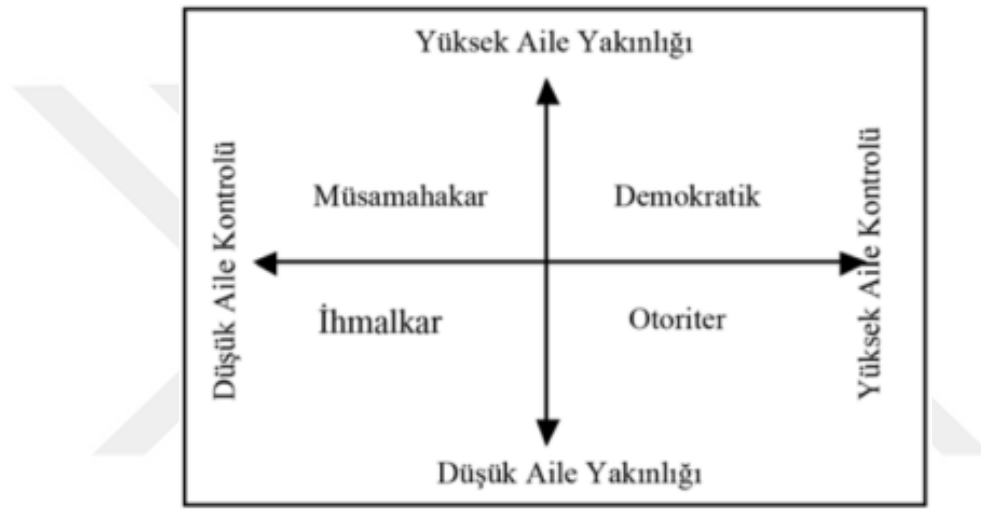 Yüksek Aile Yakınlığı
Düşük Aile Kontrolü
Müsamahakar
Demokratik
Yüksek Aile Kontrolü
İhmalkar
Otoriter
Düşük Aile Yakınlığı